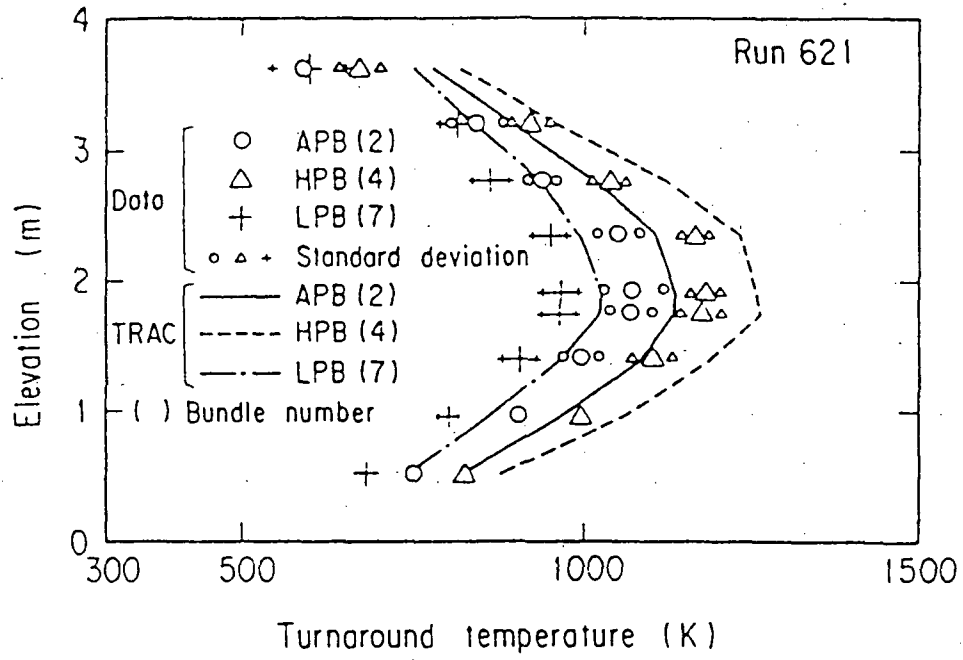 4
Run 621
3
2
1
0
Elevation (m)
Data
APB (2)
HPB (4)
LPB (7)
Standard deviation
TRAC
APB (2)
HPB (4)
LPB (7)
( ) Bundle number
300 500 1000 1500
Turnaround temperature (K)